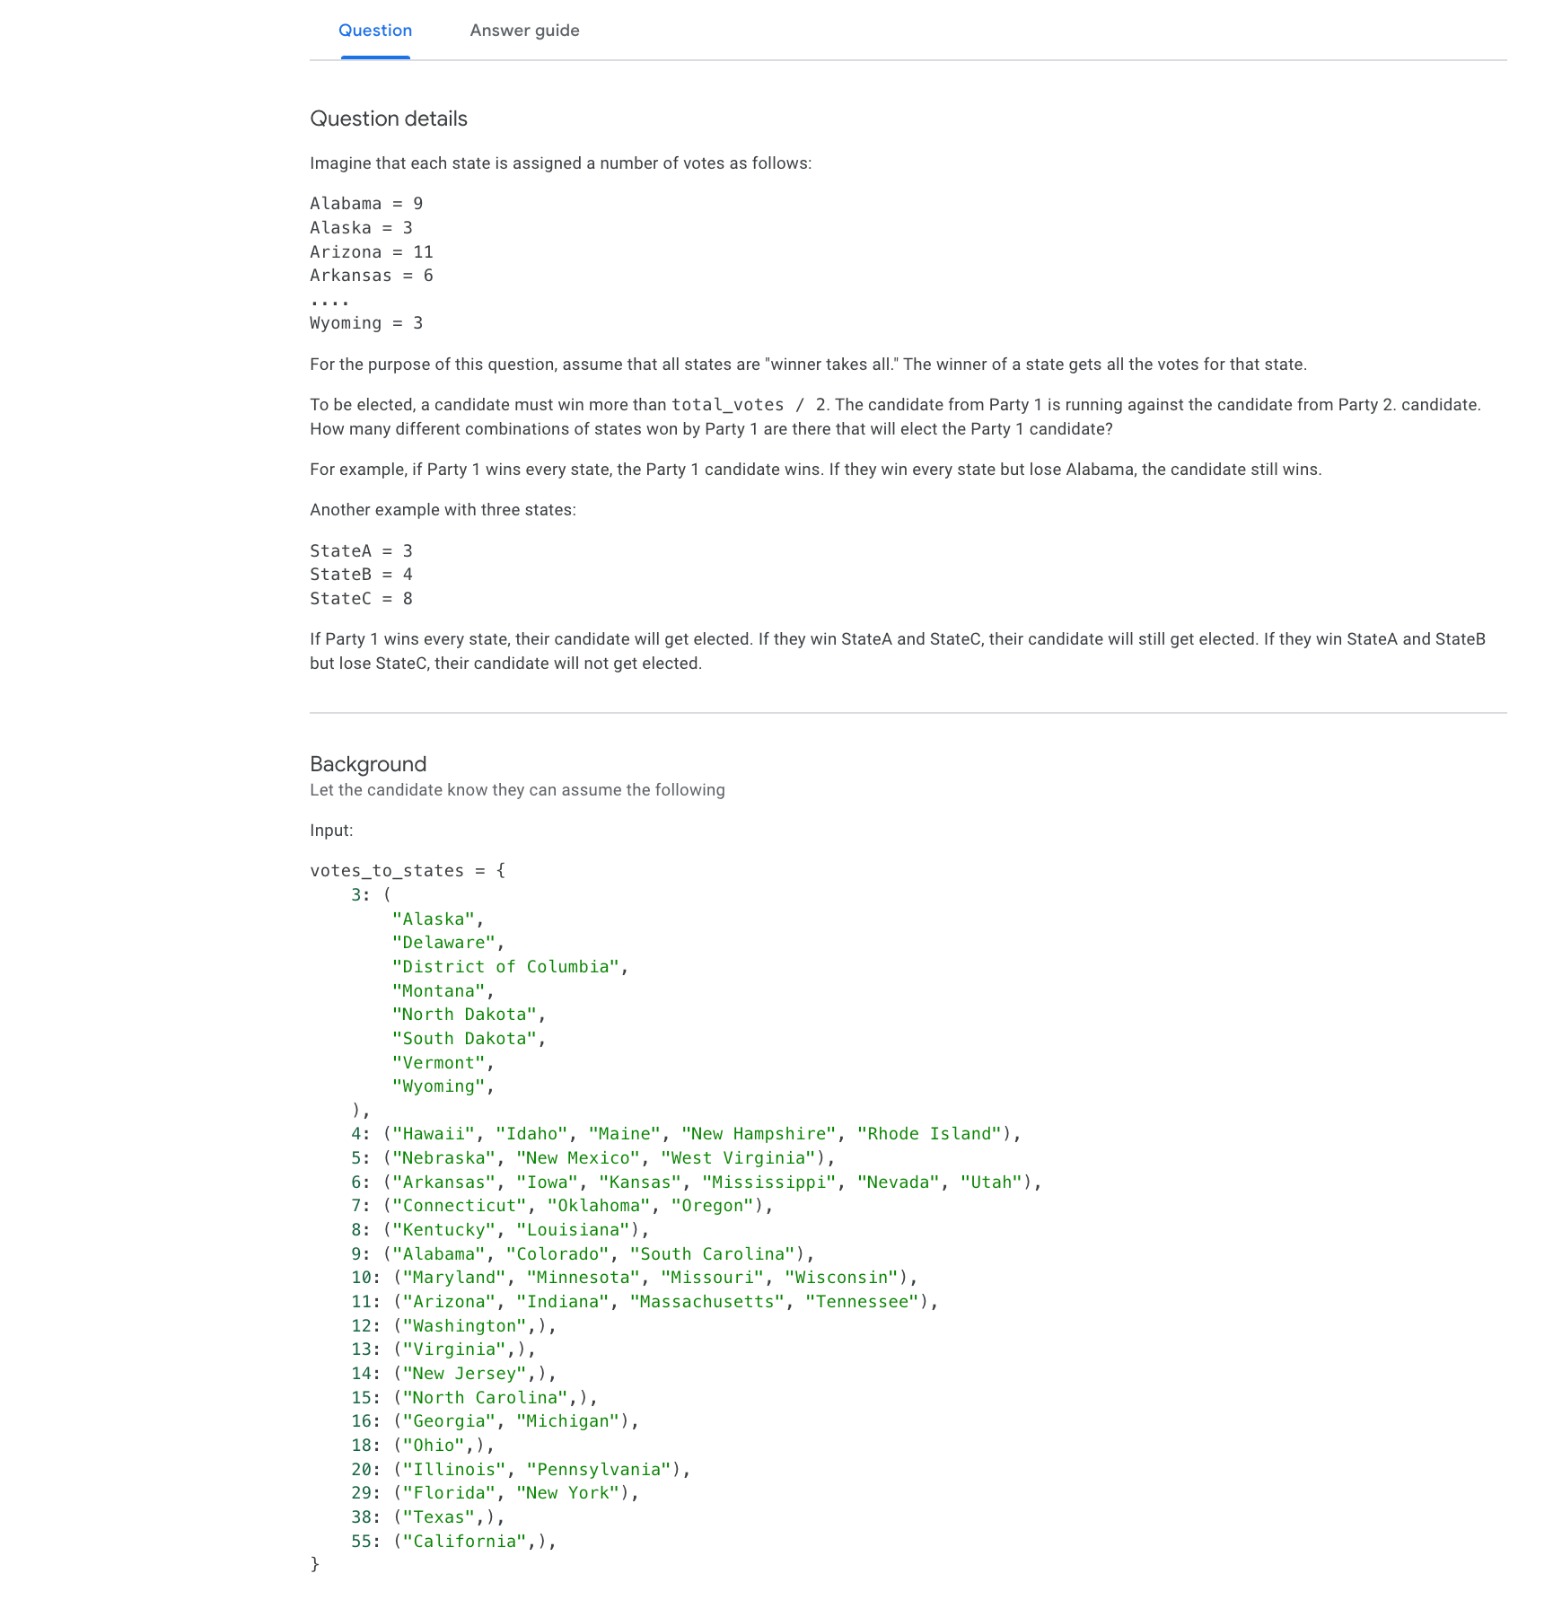 Question Answer guide
Question details
Imagine that each state is assigned a number of votes as follows:
Alabama = 9
Alaska = 3
Arizona = 11
Arkansas = 6
....
Wyoming = 3
For the purpose of this question, assume that all states are "winner takes all." The winner of a state gets all the votes for that state.
To be elected, a candidate must win more than total_votes / 2. The candidate from Party 1 is running against the candidate from Party 2. candidate.
How many different combinations of states won by Party 1 are there that will elect the Party 1 candidate?
For example, if Party 1 wins every state, the Party 1 candidate wins. If they win every state but lose Alabama, the candidate still wins.
Another example with three states:
StateA = 3
StateB = 4
StateC = 8
If Party 1 wins every state, their candidate will get elected. If they win StateA and StateC, their candidate will still get elected. If they win StateA and StateB
but lose StateC, their candidate will not get elected.
Background
Let the candidate know they can assume the following
Input:
votes_to_states = {
    3: (
        "Alaska",
        "Delaware",
        "District of Columbia",
        "Montana",
        "North Dakota",
        "South Dakota",
        "Vermont",
        "Wyoming",
    ),
    4: ("Hawaii", "Idaho", "Maine", "New Hampshire", "Rhode Island"),
    5: ("Nebraska", "New Mexico", "West Virginia"),
    6: ("Arkansas", "Iowa", "Kansas", "Mississippi", "Nevada", "Utah"),
    7: ("Connecticut", "Oklahoma", "Oregon"),
    8: ("Kentucky", "Louisiana"),
    9: ("Alabama", "Colorado", "South Carolina"),
    10: ("Maryland", "Minnesota", "Missouri", "Wisconsin"),
    11: ("Arizona", "Indiana", "Massachusetts", "Tennessee"),
    12: ("Washington",),
    13: ("Virginia",),
    14: ("New Jersey",),
    15: ("North Carolina",),
    16: ("Georgia", "Michigan"),
    18: ("Ohio",),
    20: ("Illinois", "Pennsylvania"),
    29: ("Florida", "New York"),
    38: ("Texas",),
    55: ("California",),
}